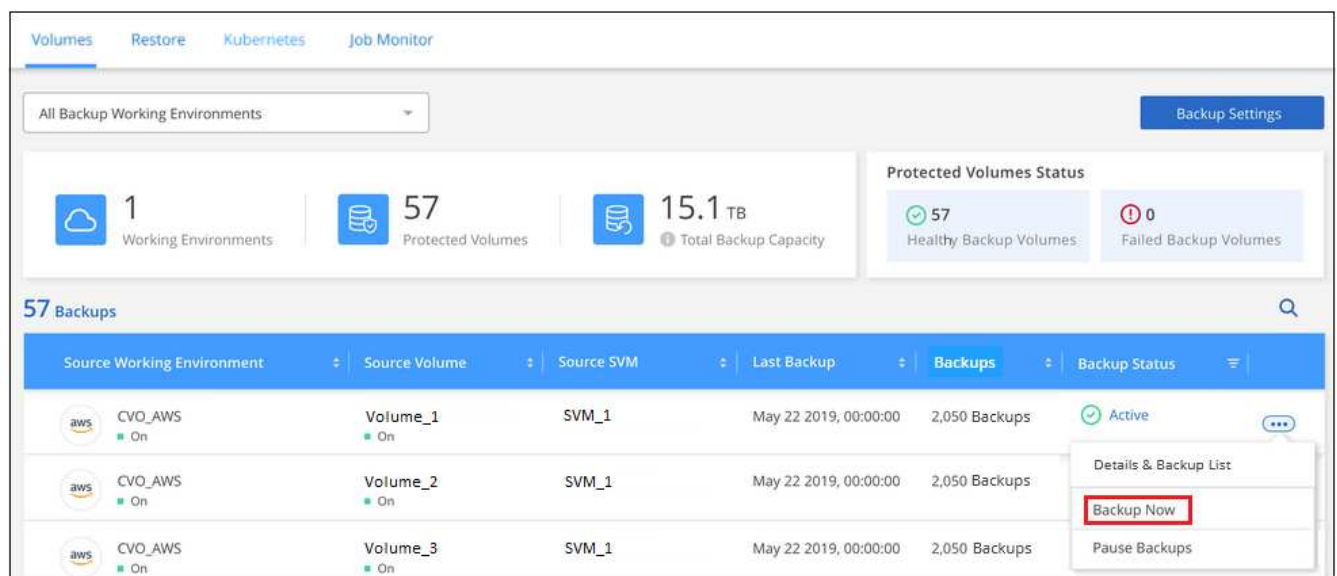 Volumes Restore Kubernetes Job Monitor
All Backup Working Environments
Backup Settings
1
Working Environments
57
Protected Volumes
15.1 TB
Total Backup Capacity
Protected Volumes Status
57
Healthy Backup Volumes
0
Failed Backup Volumes
57 Backups
Source Working Environment Source Volume Source SVM Last Backup Backups Backup Status
aws CVO_AWS Volume_1 SVM_1 May 22 2019, 00:00:00 2,050 Backups Active
On On
Details & Backup List
aws CVO_AWS Volume_2 SVM_1 May 22 2019, 00:00:00 2,050 Backups
On On
Backup Now
aws CVO_AWS Volume_3 SVM_1 May 22 2019, 00:00:00 2,050 Backups
On On
Pause Backups